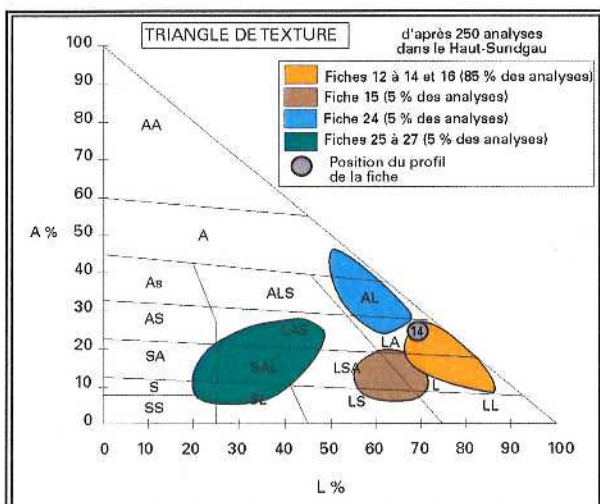 TRIANGLE DE TEXTURE
d'après 250 analyses
dans le Haut-Sundgau
Fiches 12 à 14 et 16 (85 % des analyses)
Fiche 15 (5 % des analyses)
Fiche 24 (5 % des analyses)
Fiches 25 à 27 (5 % des analyses)
Position du profil
de la fiche
100
90
80
70
60
50
A %
40
30
20
10
0
AA
A
As
ALS
AL
AS
LAS
14
LA
SA
SAL
LSA
L
S
SL
LS
LL
SS
0 10 20 30 40 50 60 70 80 90 100
L %